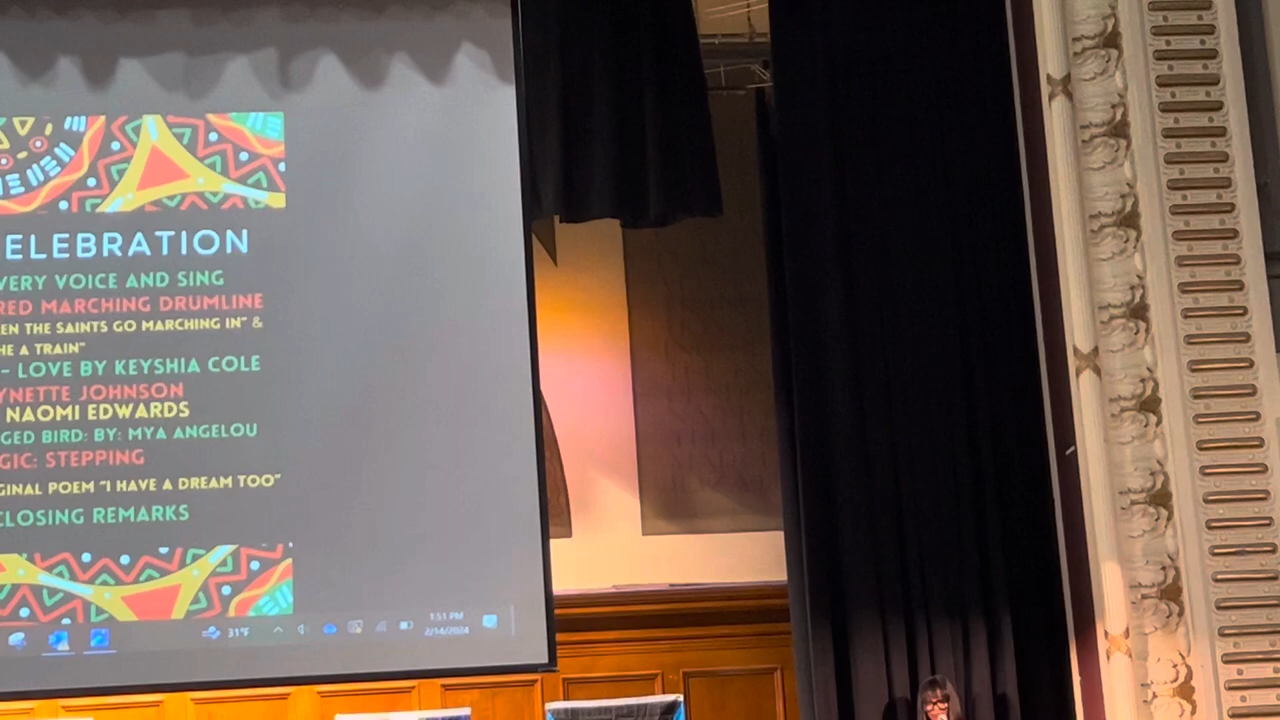 ELEBRATION
VERY VOICE AND SING
RED MARCHING DRUMLINE
EN THE SAINTS GO MARCHING IN" &
HE A TRAIN"
- LOVE BY KEYSHIA COLE
YNETTE JOHNSON
NAOMI EDWARDS
GED BIRD: BY: MYA ANGELOU
GIC: STEPPING
GINAL POEM "I HAVE A DREAM TOO"
CLOSING REMARKS
31°F
1:51 PM
2/14/2024